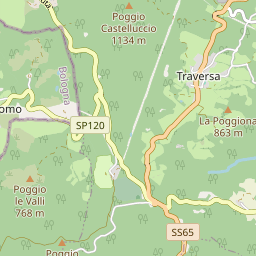 Poggio
Castelluccio
1134 m
Traversa
Bologna
omo
SP120
La Poggiona
863 m
Poggio
le Valli
768 m
SS65
Poggio